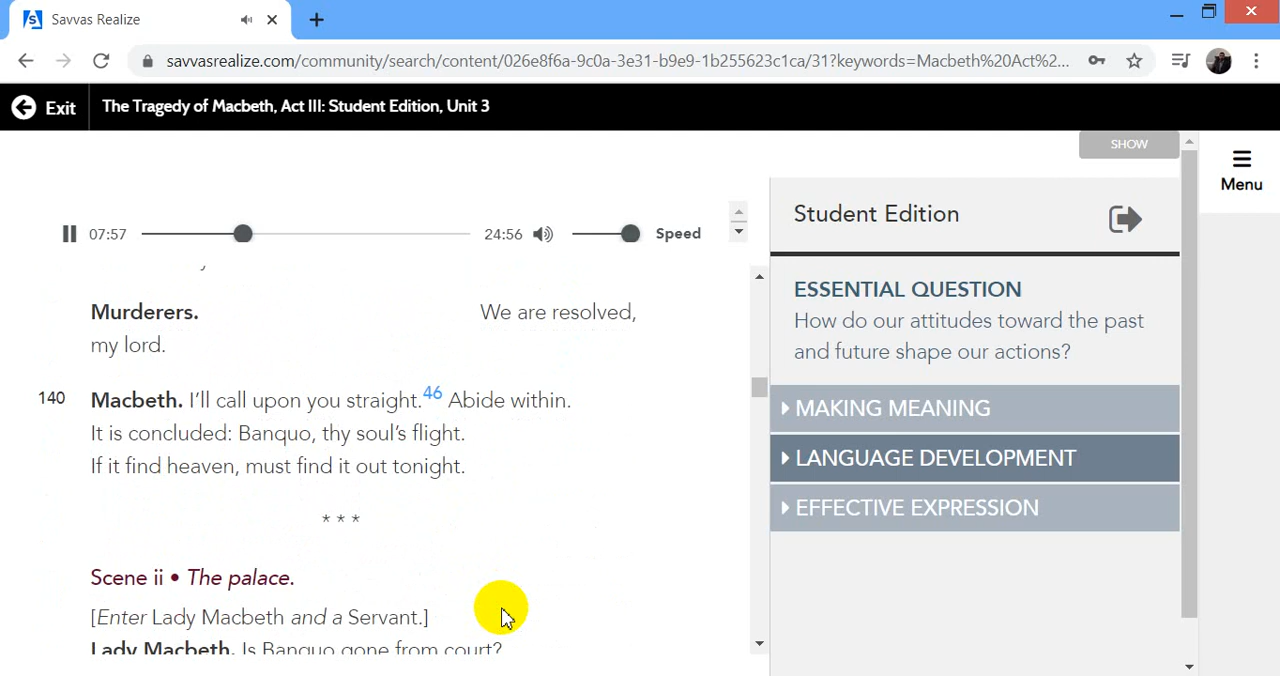 Savvas Realize
savvasrealize.com/community/search/content/026e8f6a-9c0a-3e31-b9e9-1b255623c1ca/31?keywords=Macbeth%20Act%2...
Exit
The Tragedy of Macbeth, Act III: Student Edition, Unit 3
SHOW
Menu
07:57
24:56
Speed
Murderers. We are resolved,
my lord.
140 Macbeth. I'll call upon you straight.46 Abide within.
It is concluded: Banquo, thy soul's flight.
If it find heaven, must find it out tonight.
* * *
Scene ii • The palace.
[Enter Lady Macbeth and a Servant.]
Lady Macbeth. Is Banquo gone from court?
Student Edition
ESSENTIAL QUESTION
How do our attitudes toward the past
and future shape our actions?
MAKING MEANING
LANGUAGE DEVELOPMENT
EFFECTIVE EXPRESSION